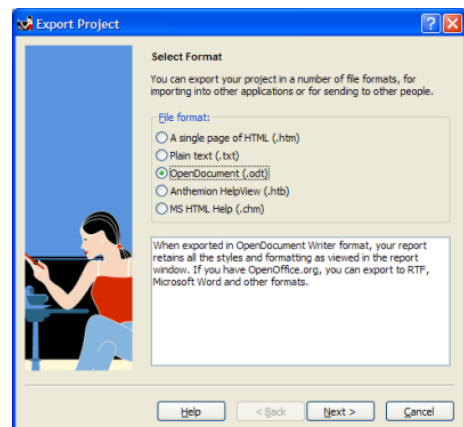 Export Project
Select Format
You can export your project in a number of file formats, for
importing into other applications or for sending to other people.
File format:
A single page of HTML (.htm)
Plain text (.txt)
OpenDocument (.odt)
Anthemion HelpView (.htb)
MS HTML Help (.chm)
When exported in OpenDocument Writer format, your report
retains all the styles and formatting as viewed in the report
window. If you have OpenOffice.org, you can export to RTF,
Microsoft Word and other formats.
Help
< Back
Next >
Cancel